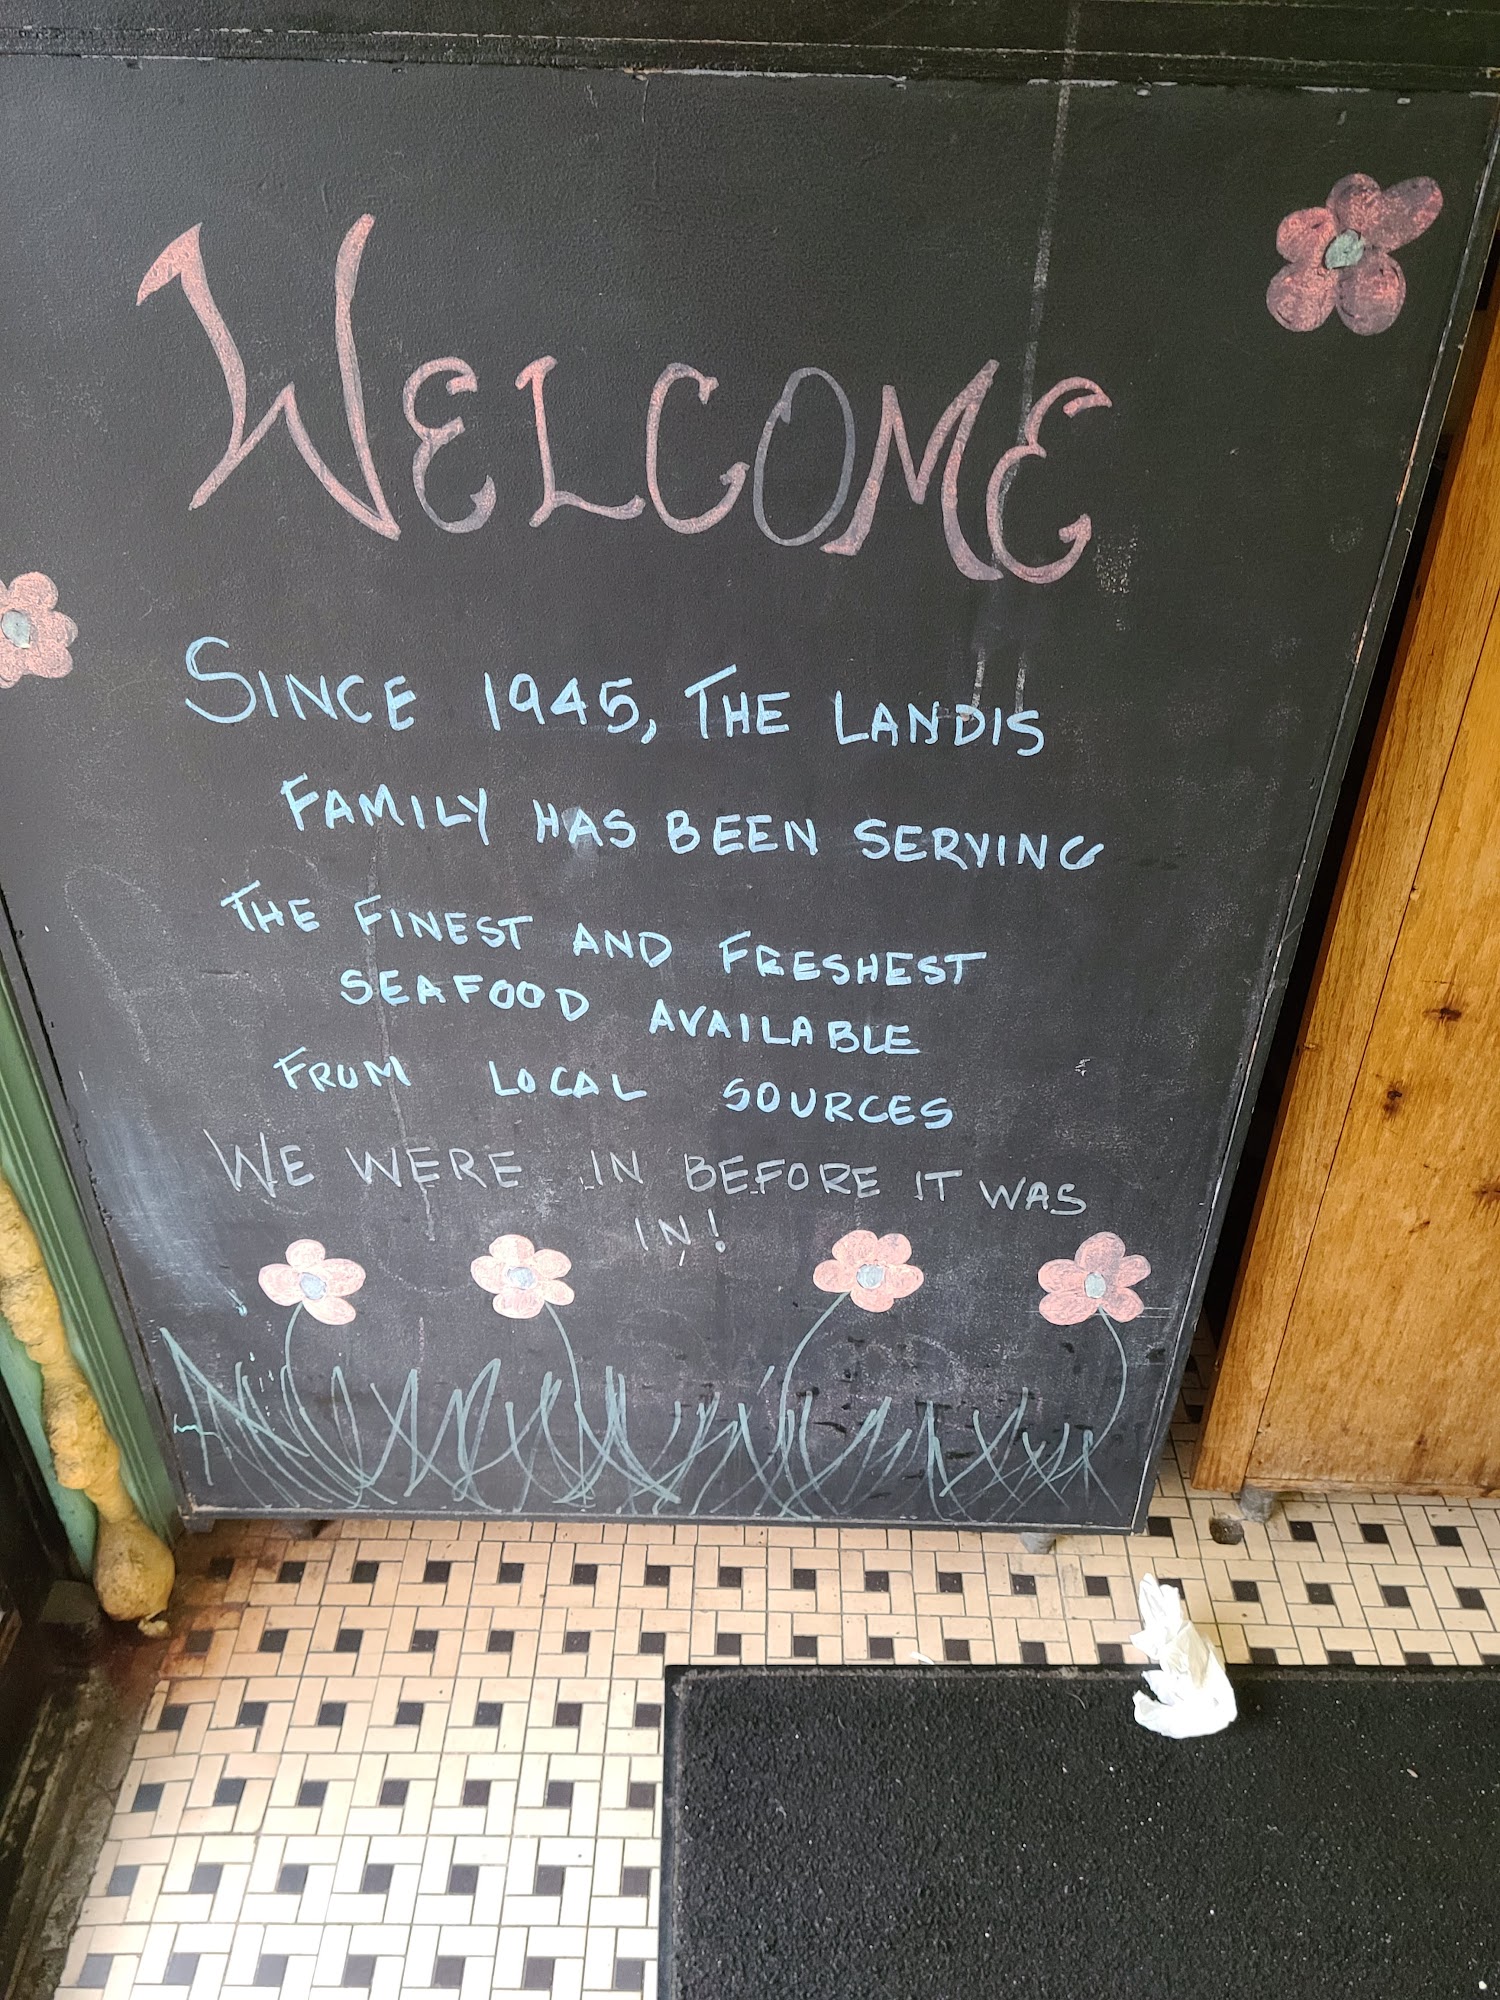 WELCOME
SINCE 1945, THE LANDIS
FAMILY HAS BEEN SERVING
THE FINEST AND FRESHEST
SEAFOOD AVAILABLE
FROM LOCAL SOURCES
WE WERE IN BEFORE IT WAS
IN!